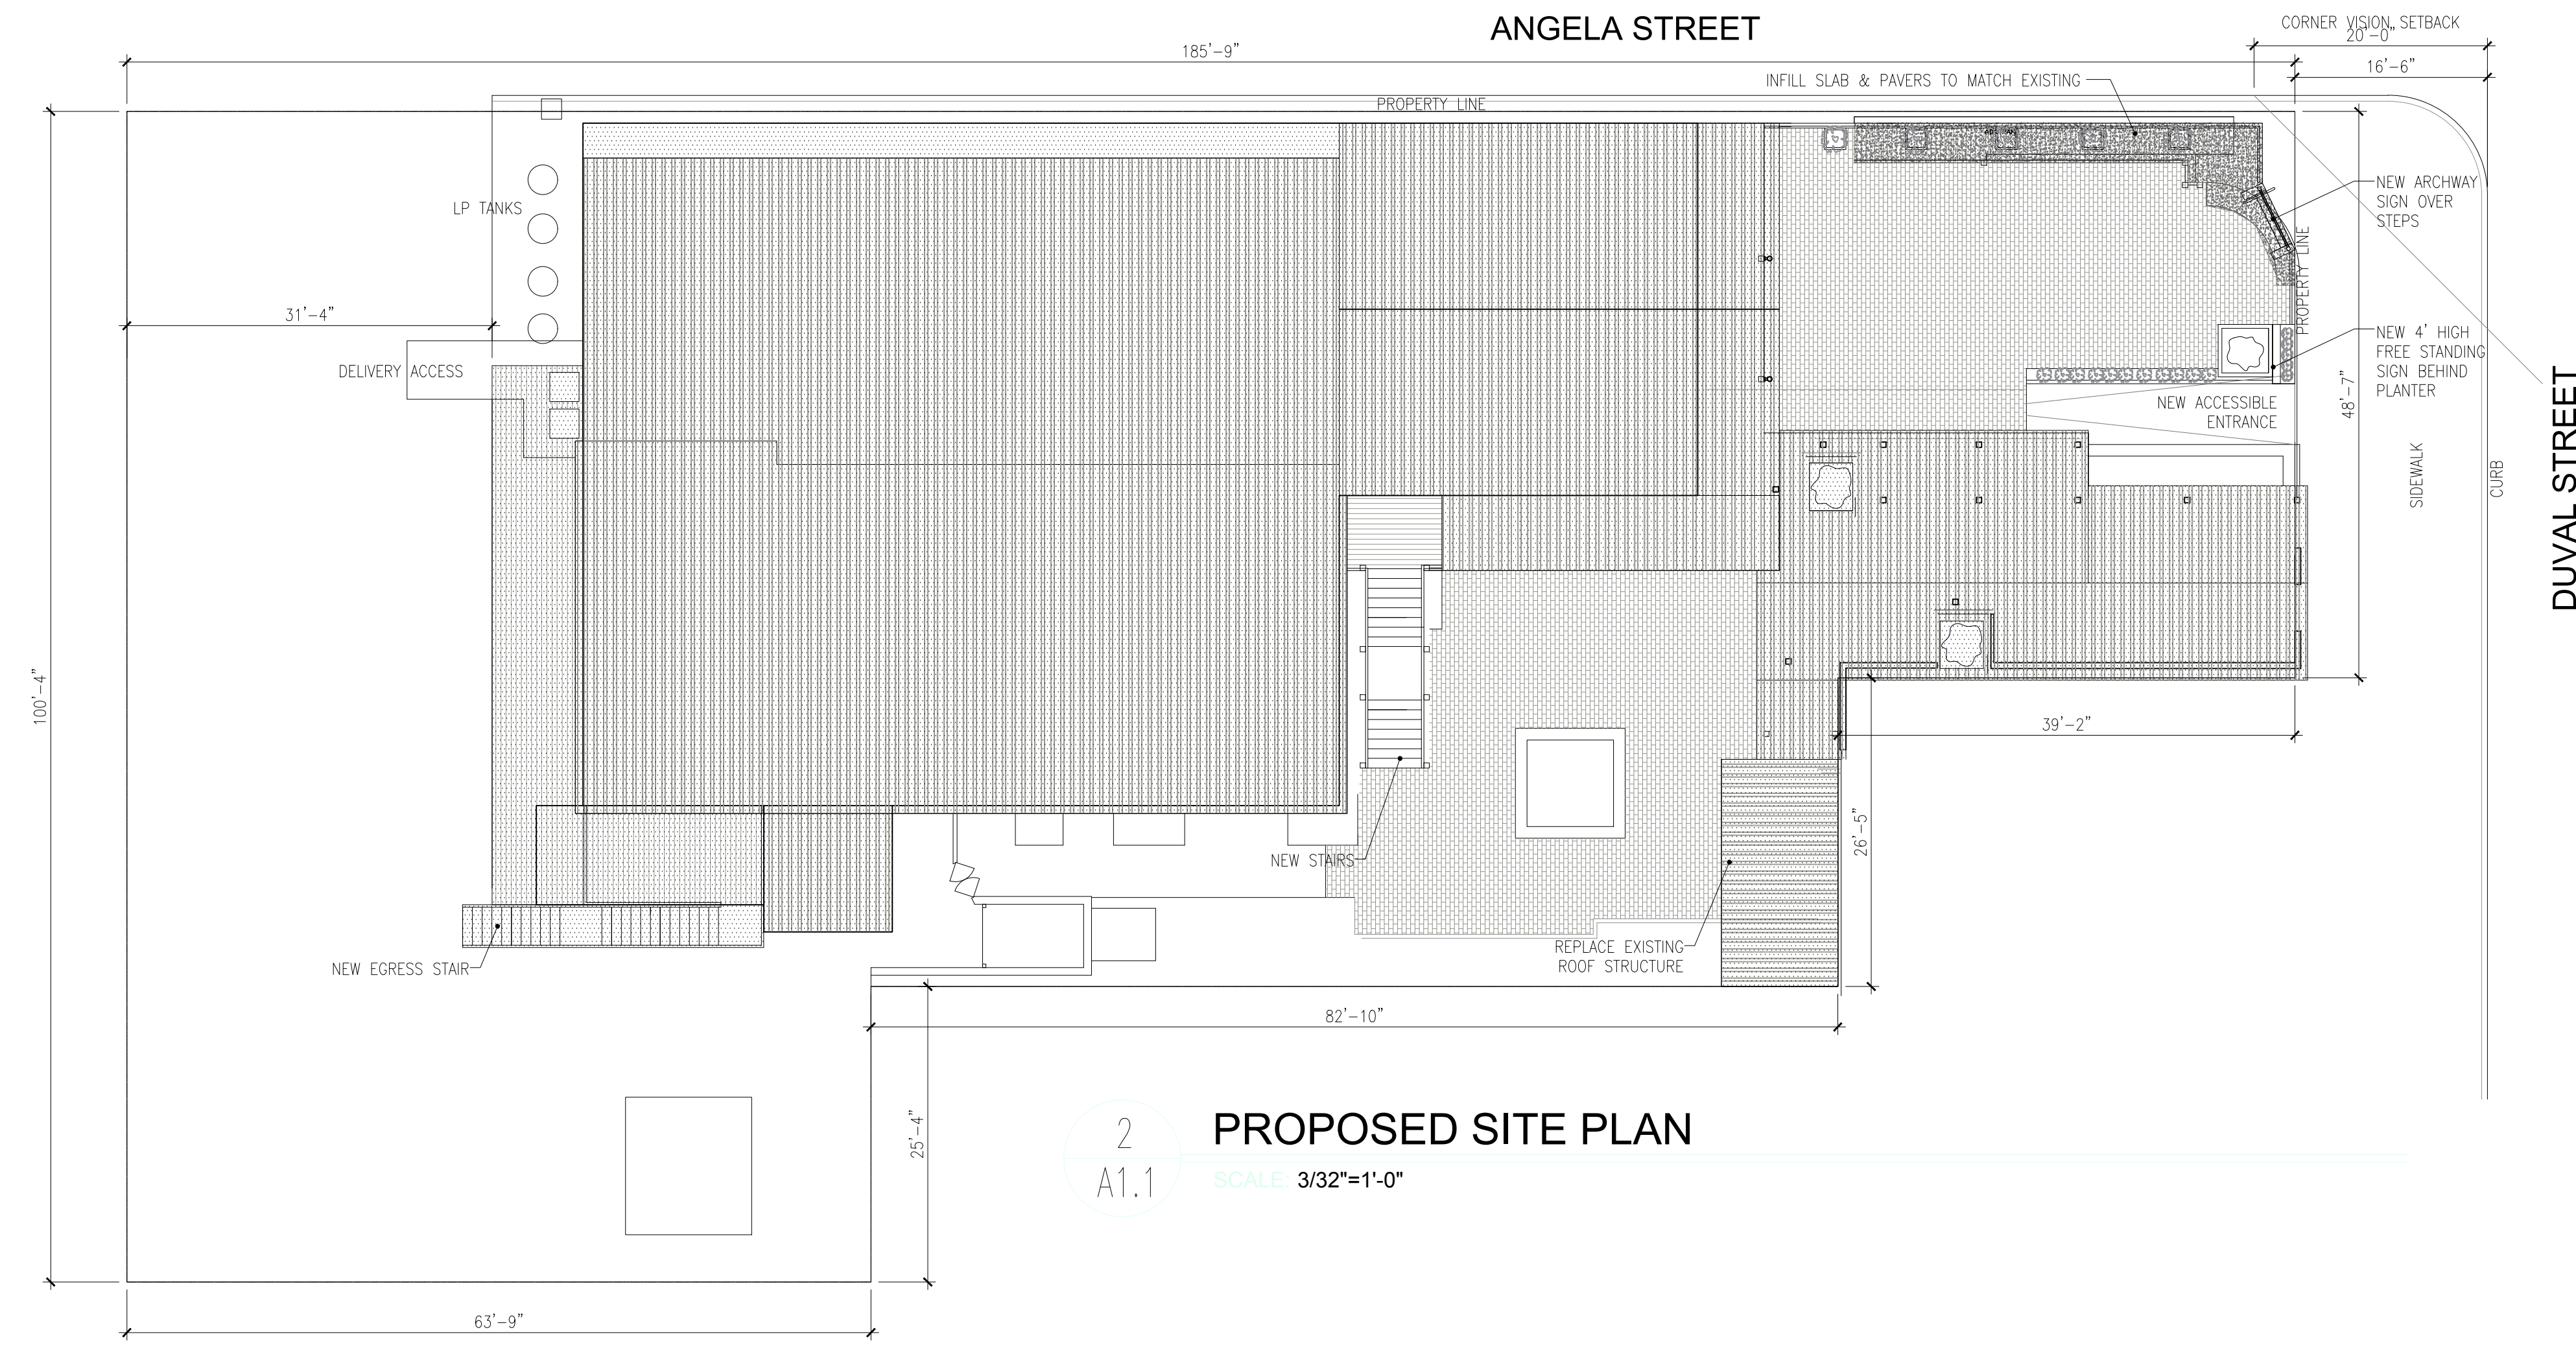 ANGELA STREET
CORNER VISION SETBACK
20'-0"
185'-9"
16'-6"
INFILL SLAB & PAVERS TO MATCH EXISTING
PROPERTY LINE
NEW ARCHWAY
SIGN OVER
STEPS
LP TANKS
PROPERTY LINE
31'-4"
NEW 4' HIGH
FREE STANDING
SIGN BEHIND
PLANTER
DELIVERY ACCESS
48'-7"
NEW ACCESSIBLE
ENTRANCE
SIDEWALK
CURB
DUVAL STREET
100'-4"
39'-2"
26'-5"
NEW STAIRS
REPLACE EXISTING
ROOF STRUCTURE
NEW EGRESS STAIR
82'-10"
25'-4"
2
A1.1
PROPOSED SITE PLAN
SCALE: 3/32"=1'-0"
63'-9"